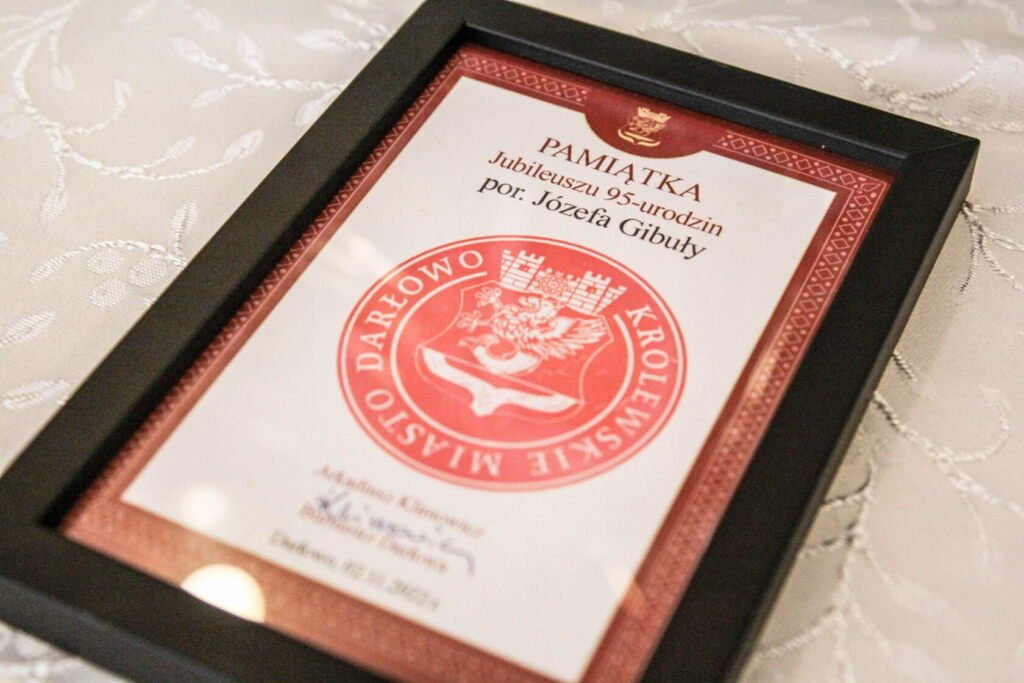 PAMIĄTKA
Jubileuszu 95-urodzin
por. Józefa Gibuły
KRÓLEWSKIE MIASTO DARŁOWO
Arkadiusz Klimowicz
Burmistrz Darłowa